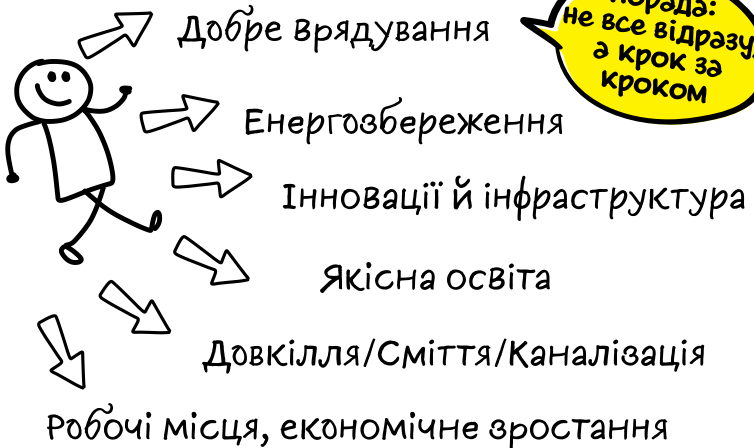 порада:
не все відразу,
а крок за
кроком
Добре врядування
Енергозбереження
Інновації й інфраструктура
Якісна освіта
Довкілля/Сміття/Каналізація
Робочі місця, економічне зростання